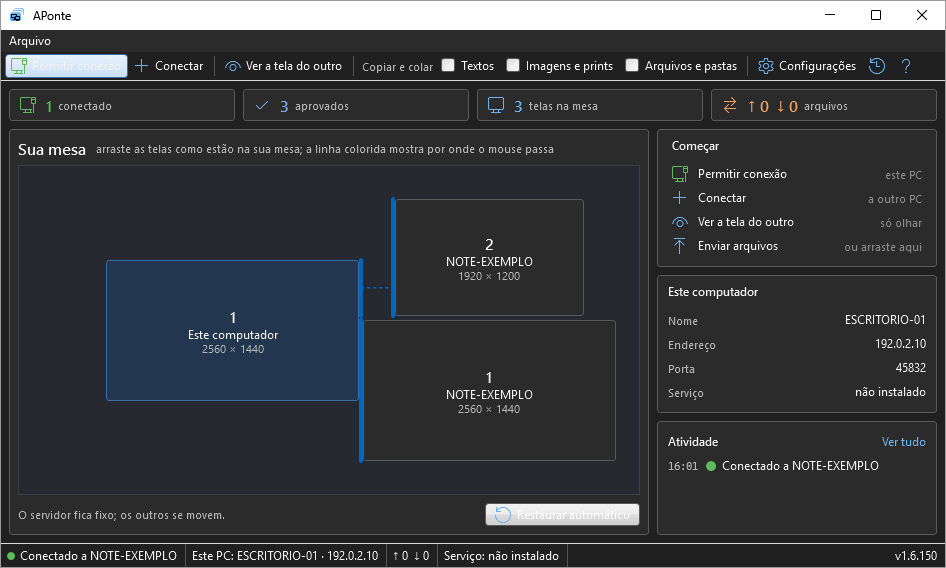 APonte
Arquivo
Permitir conexão Conectar Ver a tela do outro Copiar e colar Textos Imagens e prints Arquivos e pastas Configurações ?
1 conectado 3 aprovados 3 telas na mesa ↑ 0 ↓ 0 arquivos
Sua mesa arraste as telas como estão na sua mesa; a linha colorida mostra por onde o mouse passa
2
NOTE-EXEMPLO
1920 × 1200
1
Este computador
2560 × 1440
1
NOTE-EXEMPLO
2560 × 1440
O servidor fica fixo; os outros se movem. Restaurar automático
Começar
Permitir conexão este PC
Conectar a outro PC
Ver a tela do outro só olhar
Enviar arquivos ou arraste aqui
Este computador
Nome ESCRITORIO-01
Endereço 192.0.2.10
Porta 45832
Serviço não instalado
Atividade Ver tudo
16:01 Conectado a NOTE-EXEMPLO
Conectado a NOTE-EXEMPLO Este PC: ESCRITORIO-01 · 192.0.2.10 ↑ 0 ↓ 0 Serviço: não instalado v1.6.150